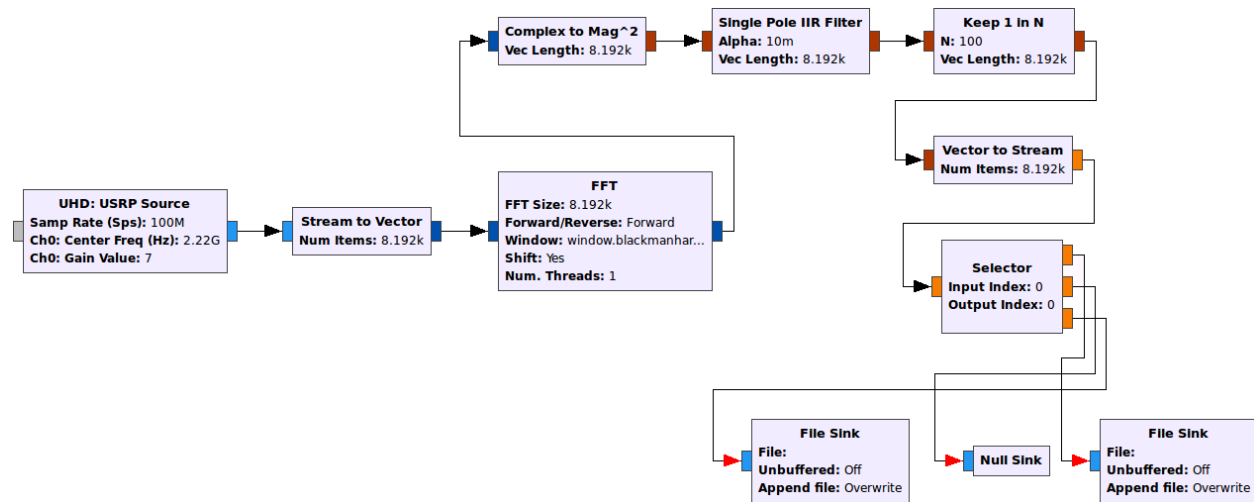 Complex to Mag^2
Vec Length: 8.192k
Single Pole IIR Filter
Alpha: 10m
Vec Length: 8.192k
Keep 1 in N
N: 100
Vec Length: 8.192k
Vector to Stream
Num Items: 8.192k
UHD: USRP Source
Samp Rate (Sps): 100M
Ch0: Center Freq (Hz): 2.22G
Ch0: Gain Value: 7
Stream to Vector
Num Items: 8.192k
FFT
FFT Size: 8.192k
Forward/Reverse: Forward
Window: window.blackmanhar...
Shift: Yes
Num. Threads: 1
Selector
Input Index: 0
Output Index: 0
File Sink
File:
Unbuffered: Off
Append file: Overwrite
Null Sink
File Sink
File:
Unbuffered: Off
Append file: Overwrite